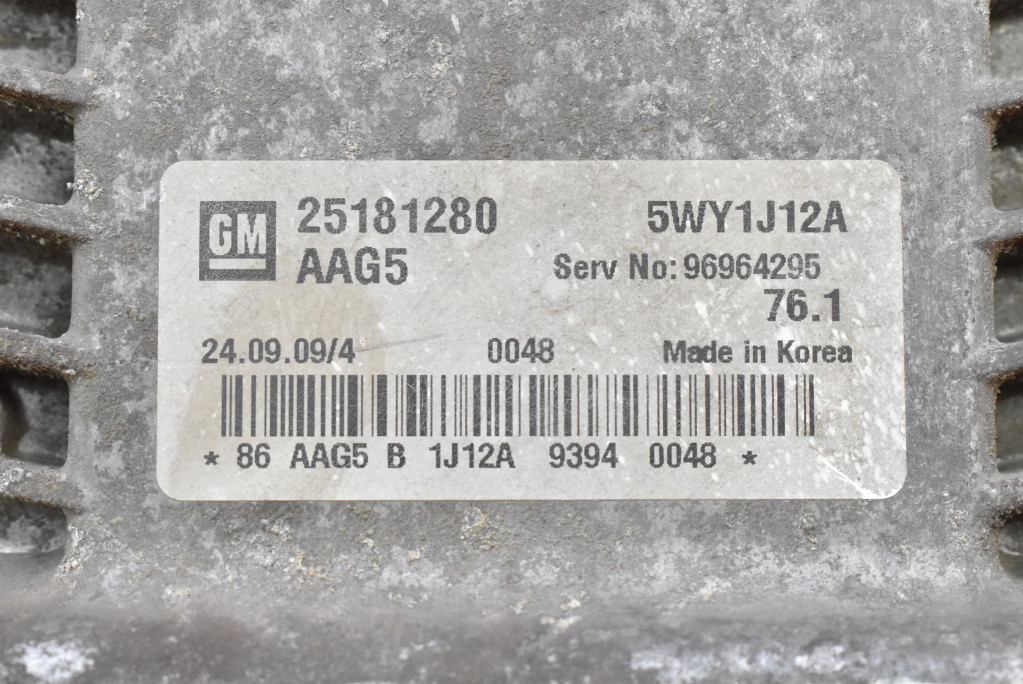 GM 25181280 5WY1J12A
AAG5 Serv No: 96964295
76.1
24.09.09/4 0048 Made in Korea
* 86 AAG5 B 1J12A 9394 0048 *